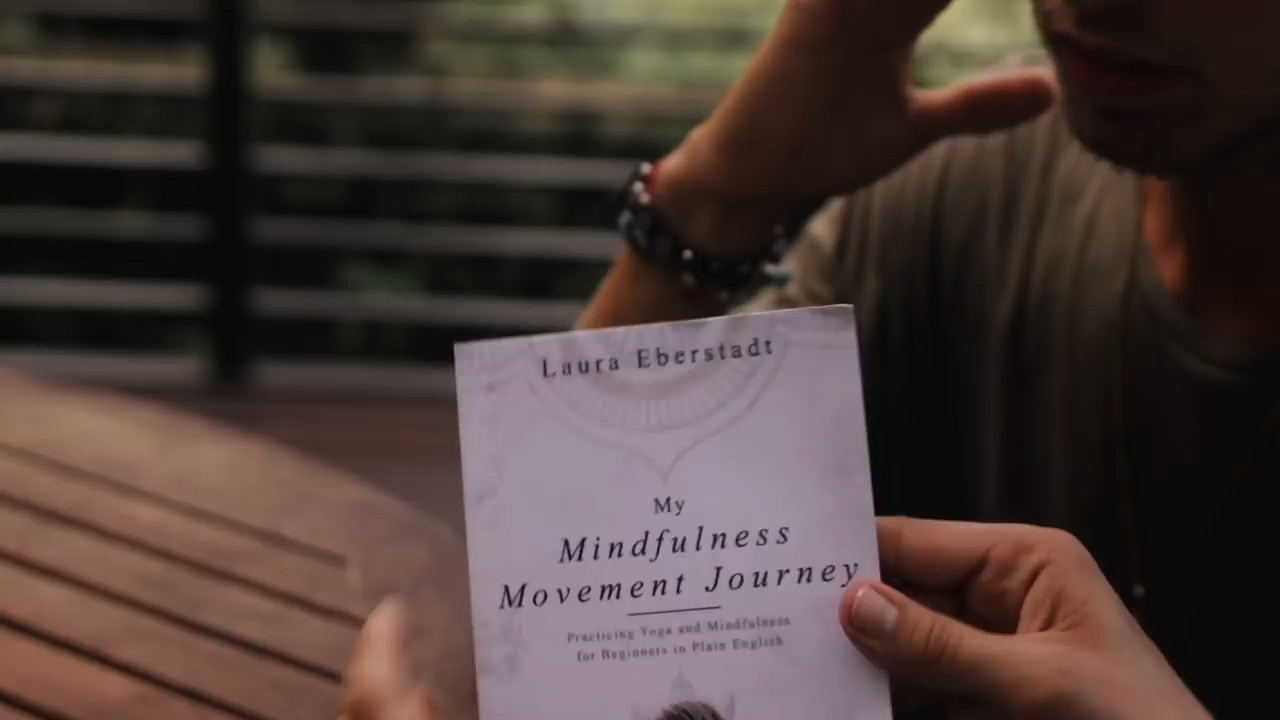 Laura Eberstadt
My
Mindfulness
Movement Journey
Practicing Yoga and Mindfulness
for Beginners in Plain English